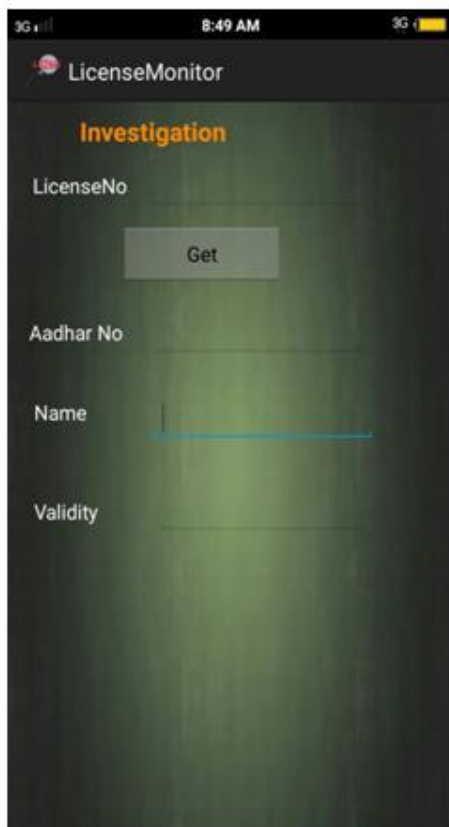 3G 8:49 AM 3G
LicenseMonitor
Investigation
LicenseNo
Get
Aadhar No
Name
Validity